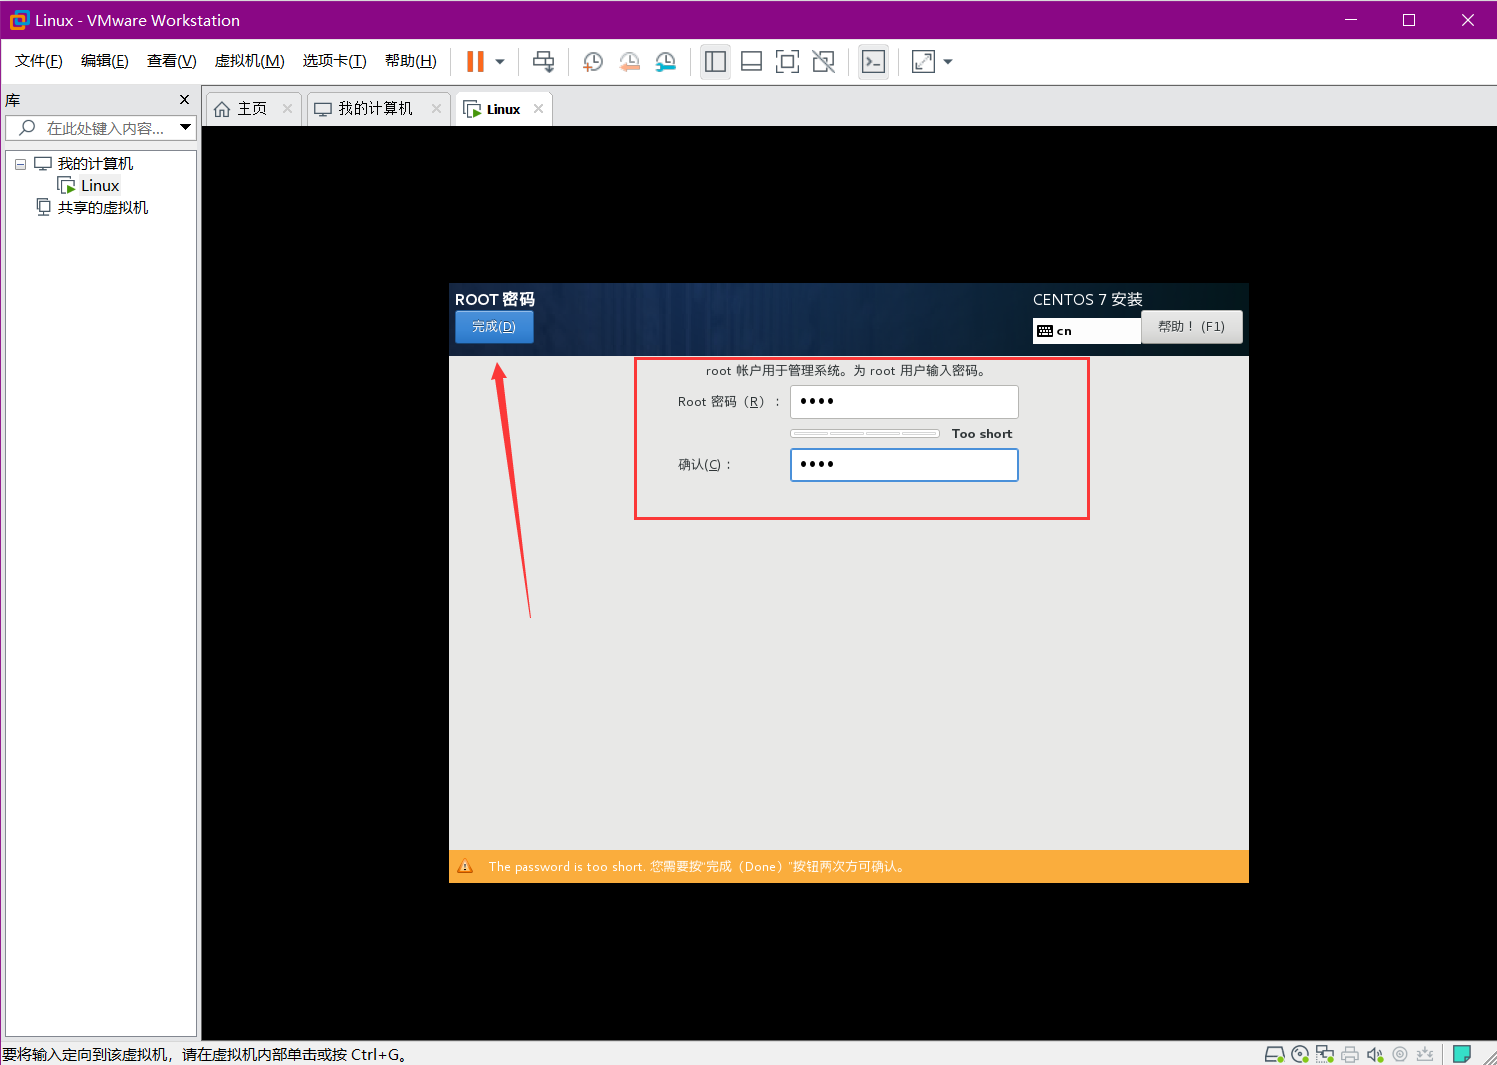 Linux - VMware Workstation
文件(F) 编辑(E) 查看(V) 虚拟机(M) 选项卡(T) 帮助(H)
库
在此处键入内容...
我的计算机
Linux
共享的虚拟机
主页
我的计算机
Linux
ROOT 密码
完成(D)
CENTOS 7 安装
cn
帮助！ (F1)
root 帐户用于管理系统。为 root 用户输入密码。
Root 密码（R）：
Too short
确认(C)：
The password is too short. 您需要按“完成（Done）”按钮两次方可确认。
要将输入定向到该虚拟机，请在虚拟机内部单击或按 Ctrl+G。